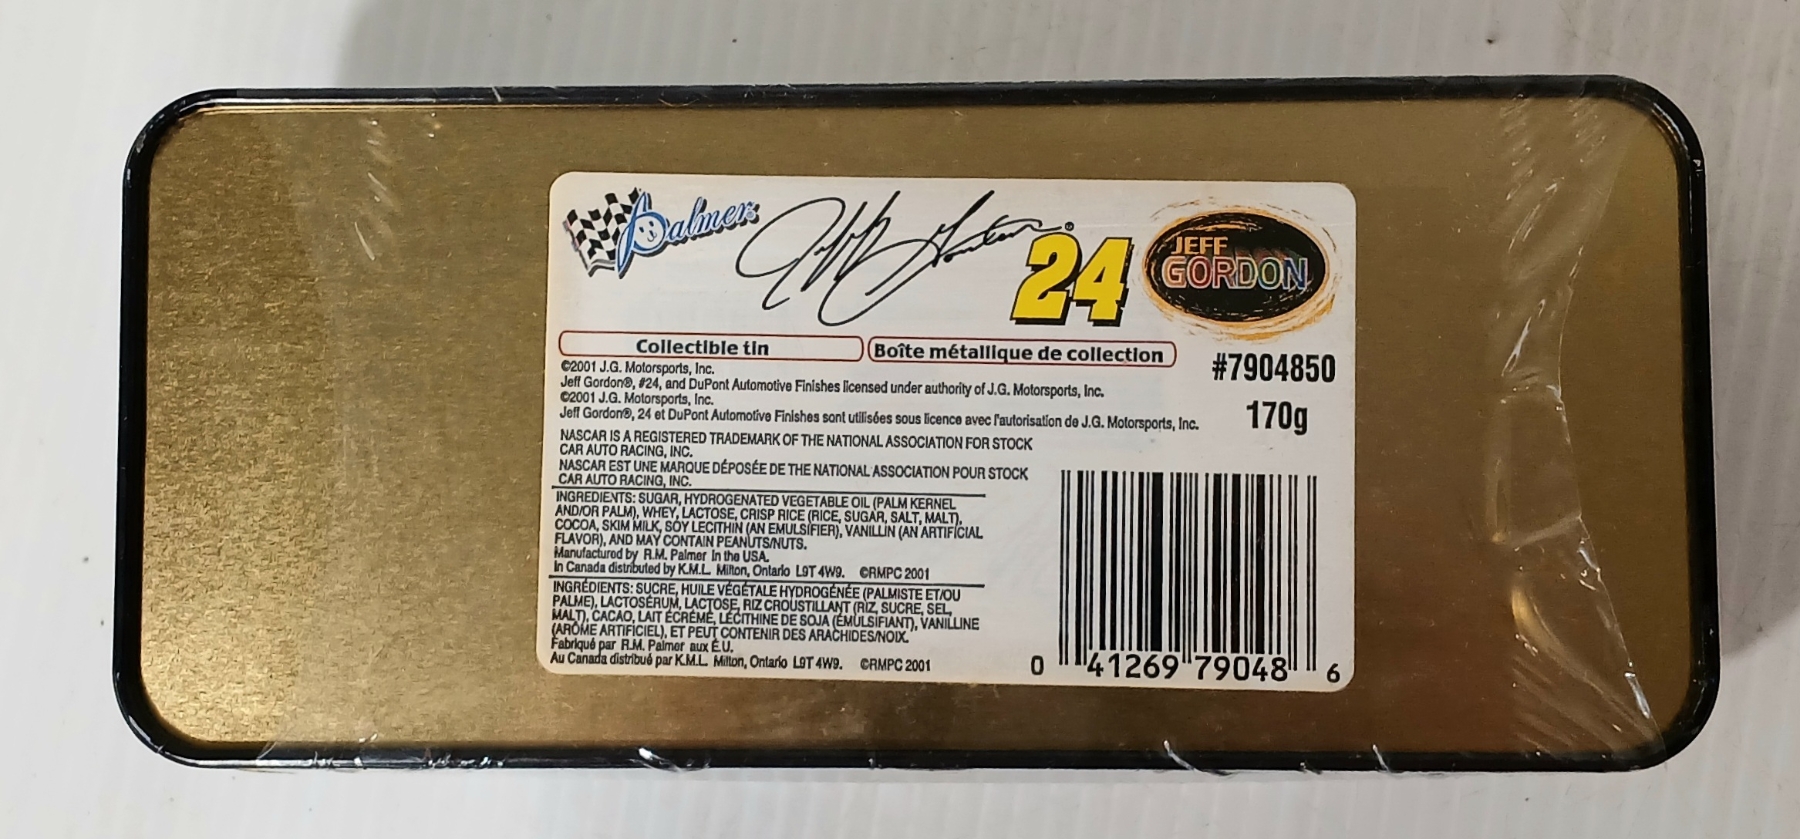 Palmer®
Jeff Gordon®
24
JEFF
GORDON
Collectible tin
Boîte métallique de collection
#7904850
170g
©2001 J.G. Motorsports, Inc.
Jeff Gordon®, #24, and DuPont Automotive Finishes licensed under authority of J.G. Motorsports, Inc.
©2001 J.G. Motorsports, Inc.
Jeff Gordon®, 24 et DuPont Automotive Finishes sont utilisées sous licence avec l'autorisation de J.G. Motorsports, Inc.
NASCAR IS A REGISTERED TRADEMARK OF THE NATIONAL ASSOCIATION FOR STOCK
CAR AUTO RACING, INC.
NASCAR EST UNE MARQUE DÉPOSÉE DE THE NATIONAL ASSOCIATION POUR STOCK
CAR AUTO RACING, INC.
INGREDIENTS: SUGAR, HYDROGENATED VEGETABLE OIL (PALM KERNEL
AND/OR PALM), WHEY, LACTOSE, CRISP RICE (RICE, SUGAR, SALT, MALT),
COCOA, SKIM MILK, SOY LECITHIN (AN EMULSIFIER), VANILLIN (AN ARTIFICIAL
FLAVOR), AND MAY CONTAIN PEANUTS/NUTS.
Manufactured by R.M. Palmer in the USA.
In Canada distributed by K.M.L. Milton, Ontario L9T 4W9. ©RMPC 2001
INGRÉDIENTS: SUCRE, HUILE VÉGÉTALE HYDROGÉNÉE (PALMISTE ET/OU
PALME), LACTOSÉRUM, LACTOSE, RIZ CROUSTILLANT (RIZ, SUCRE, SEL,
MALT), CACAO, LAIT ÉCRÉMÉ, LÉCITHINE DE SOJA (ÉMULSIFIANT), VANILLINE
(ARÔME ARTIFICIEL), ET PEUT CONTENIR DES ARACHIDES/NOIX.
Fabriqué par R.M. Palmer aux É.U.
Au Canada distribué par K.M.L. Milton, Ontario L9T 4W9. ©RMPC 2001
0 41269 79048 6